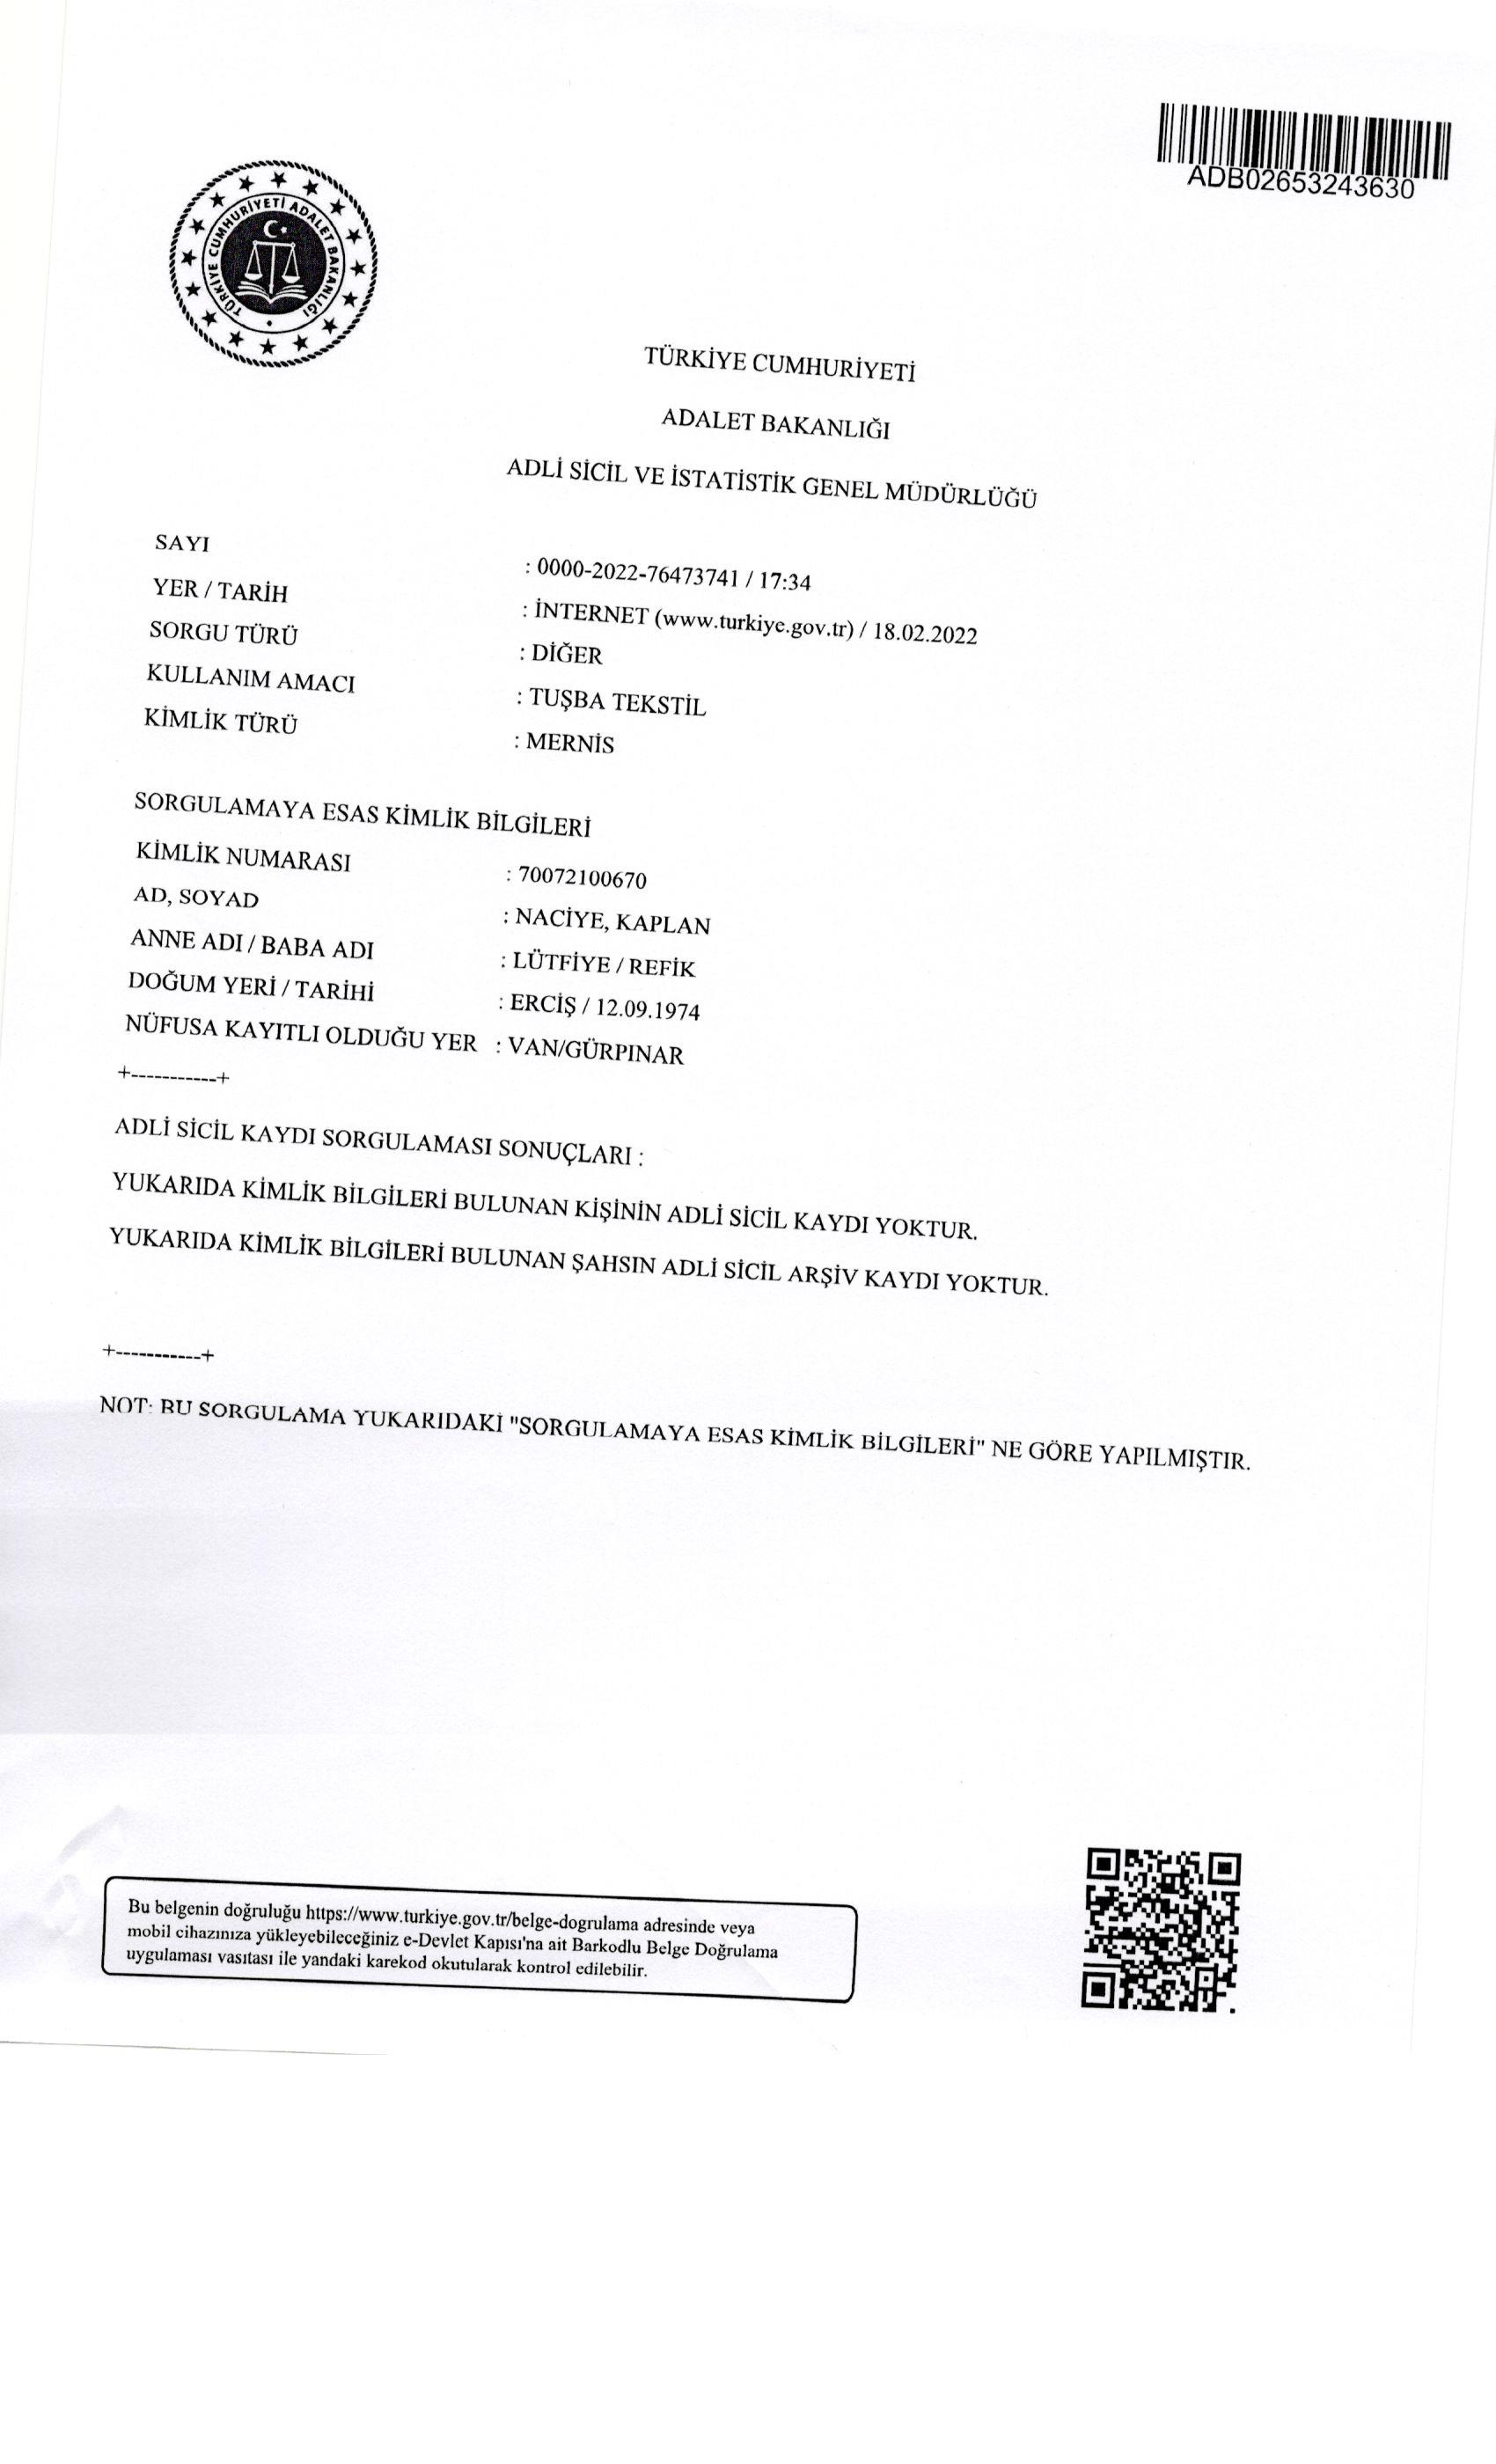 ADB02653243630
TÜRKİYE CUMHURİYETİ ADALET BAKANLIĞI
TÜRKİYE CUMHURİYETİ
ADALET BAKANLIĞI
ADLİ SİCİL VE İSTATİSTİK GENEL MÜDÜRLÜĞÜ
SAYI : 0000-2022-76473741 / 17:34
YER / TARİH : İNTERNET (www.turkiye.gov.tr) / 18.02.2022
SORGU TÜRÜ : DİĞER
KULLANIM AMACI : TUŞBA TEKSTİL
KİMLİK TÜRÜ : MERNİS
SORGULAMAYA ESAS KİMLİK BİLGİLERİ
KİMLİK NUMARASI : 70072100670
AD, SOYAD : NACİYE, KAPLAN
ANNE ADI / BABA ADI : LÜTFİYE / REFİK
DOĞUM YERİ / TARİHİ : ERCİŞ / 12.09.1974
NÜFUSA KAYITLI OLDUĞU YER : VAN/GÜRPINAR
+-----------+
ADLİ SİCİL KAYDI SORGULAMASI SONUÇLARI :
YUKARIDA KİMLİK BİLGİLERİ BULUNAN KİŞİNİN ADLİ SİCİL KAYDI YOKTUR.
YUKARIDA KİMLİK BİLGİLERİ BULUNAN ŞAHSIN ADLİ SİCİL ARŞİV KAYDI YOKTUR.
+-----------+
NOT: BU SORGULAMA YUKARIDAKİ "SORGULAMAYA ESAS KİMLİK BİLGİLERİ" NE GÖRE YAPILMIŞTIR.
Bu belgenin doğruluğu https://www.turkiye.gov.tr/belge-dogrulama adresinde veya
mobil cihazınıza yükleyebileceğiniz e-Devlet Kapısı'na ait Barkodlu Belge Doğrulama
uygulaması vasıtası ile yandaki karekod okutularak kontrol edilebilir.